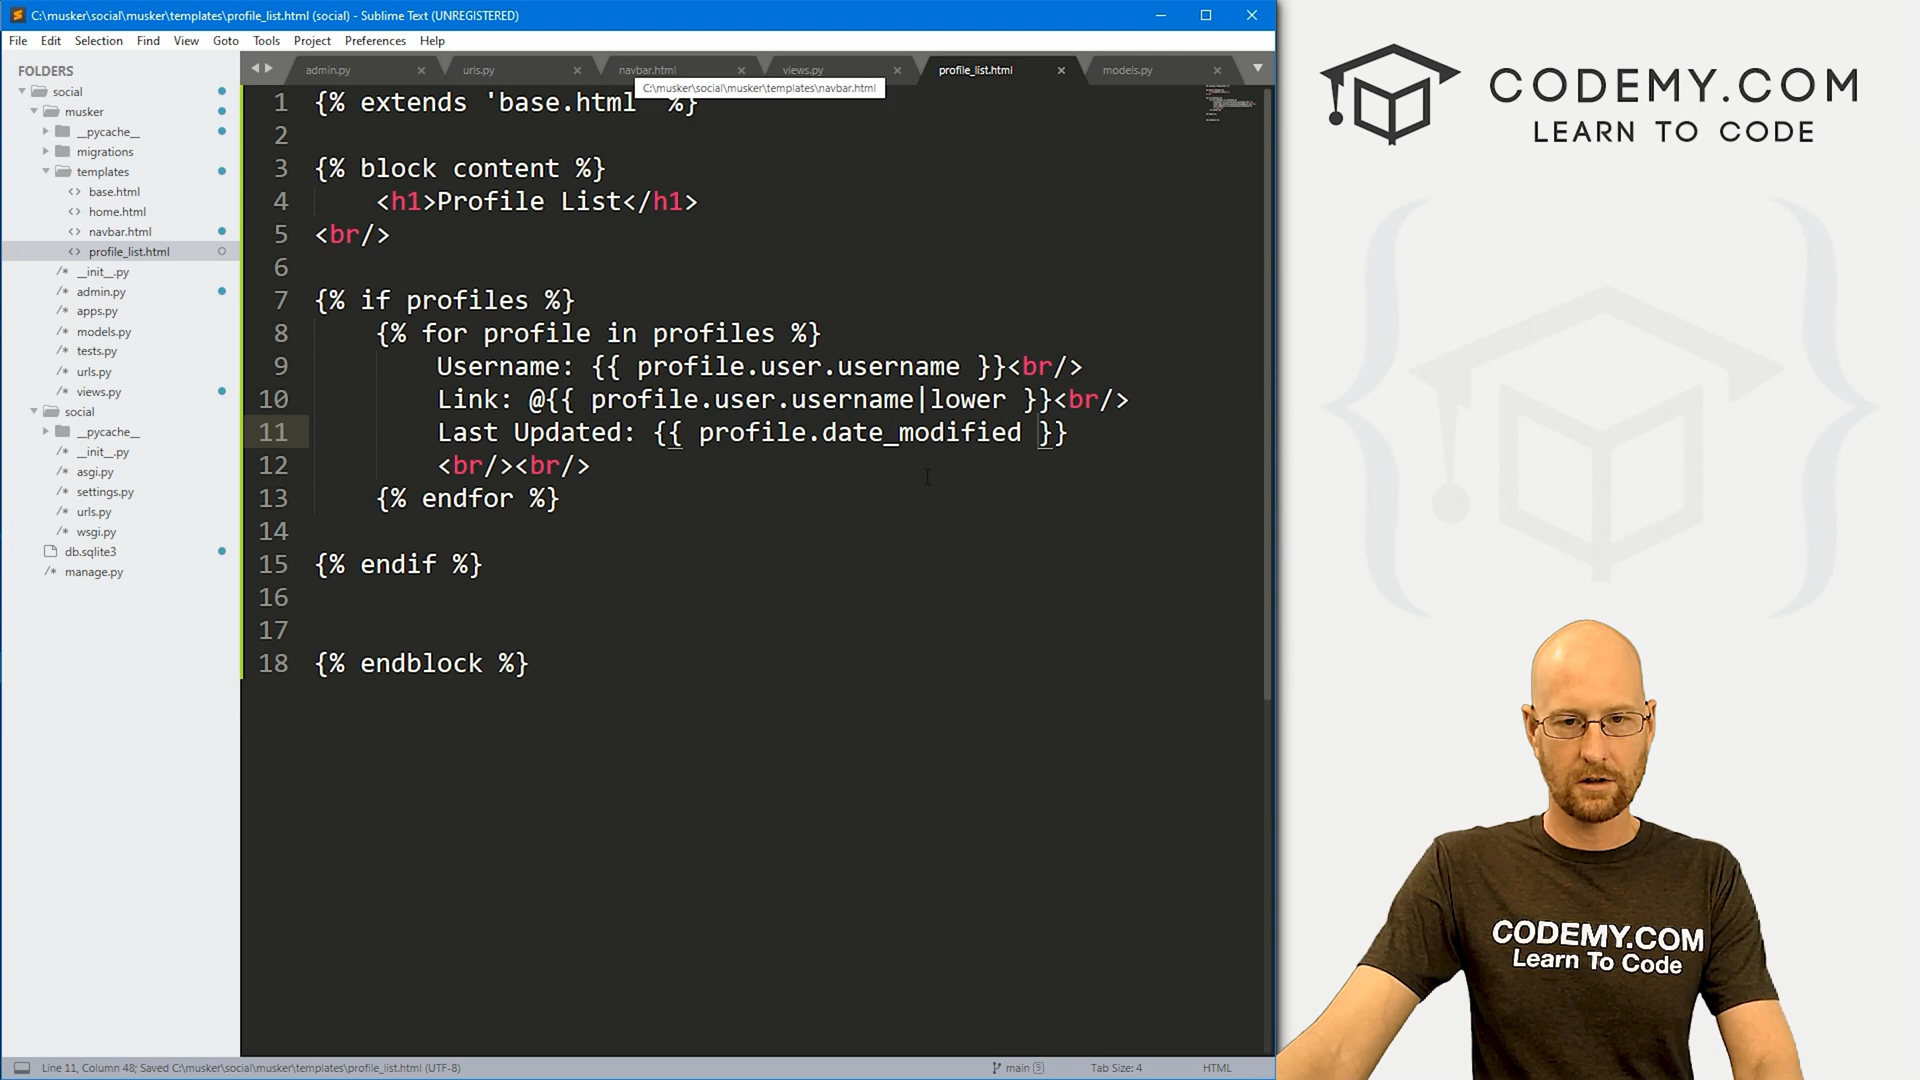 C:\musker\social\musker\templates\profile_list.html (social) - Sublime Text (UNREGISTERED)
File Edit Selection Find View Goto Tools Project Preferences Help
FOLDERS
social
musker
__pycache__
migrations
templates
base.html
home.html
navbar.html
profile_list.html
__init__.py
admin.py
apps.py
models.py
tests.py
urls.py
views.py
social
__pycache__
__init__.py
asgi.py
settings.py
urls.py
wsgi.py
db.sqlite3
manage.py
admin.py urls.py navbar.html views.py profile_list.html models.py
C:\musker\social\musker\templates\navbar.html
1 {% extends 'base.html' %}
2
3 {% block content %}
4 <h1>Profile List</h1>
5 <br/>
6
7 {% if profiles %}
8 {% for profile in profiles %}
9 Username: {{ profile.user.username }}<br/>
10 Link: @{{ profile.user.username|lower }}<br/>
11 Last Updated: {{ profile.date_modified }}
12 <br/><br/>
13 {% endfor %}
14
15 {% endif %}
16
17
18 {% endblock %}
Line 11, Column 48; Saved C:\musker\social\musker\templates\profile_list.html (UTF-8)
main 9
Tab Size: 4
HTML
CODEMY.COM
LEARN TO CODE
CODEMY.COM
Learn To Code